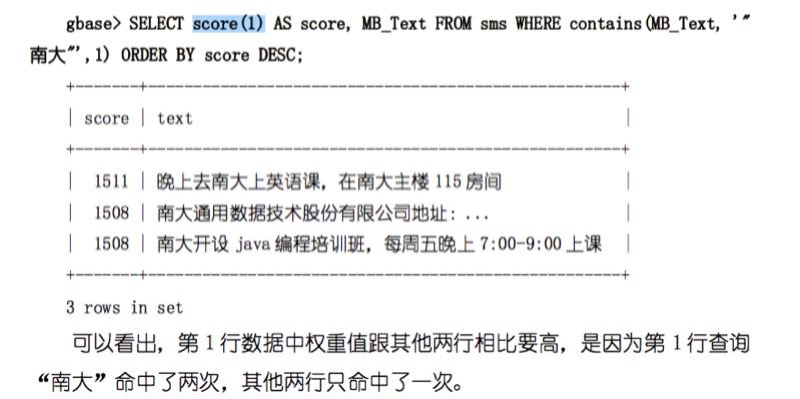 gbase> SELECT score(1) AS score, MB_Text FROM sms WHERE contains(MB_Text, '"
南大"',1) ORDER BY score DESC;
+-------+------------------------------------------------------+
| score | text |
+-------+------------------------------------------------------+
| 1511 | 晚上去南大上英语课，在南大主楼 115 房间 |
| 1508 | 南大通用数据技术股份有限公司地址：... |
| 1508 | 南大开设 java 编程培训班，每周五晚上 7:00-9:00 上课 |
+-------+------------------------------------------------------+
3 rows in set
可以看出，第 1 行数据中权重值跟其他两行相比要高，是因为第 1 行查询
“南大”命中了两次，其他两行只命中了一次。